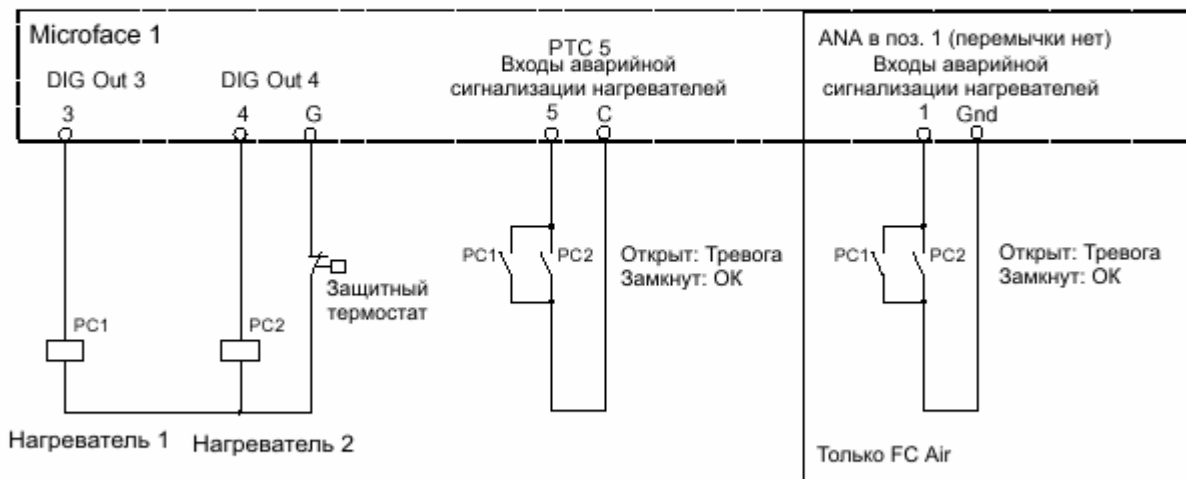 Microface 1
DIG Out 3
DIG Out 4
3
4
G
PTC 5
Входы аварийной
сигнализации нагревателей
5
C
ANA в поз. 1 (перемычки нет)
Входы аварийной
сигнализации нагревателей
1
Gnd
PC1
PC2
Открыт: Тревога
Замкнут: ОК
PC1
PC2
Открыт: Тревога
Замкнут: ОК
Защитный
термостат
PC1
PC2
Нагреватель 1
Нагреватель 2
Только FC Air